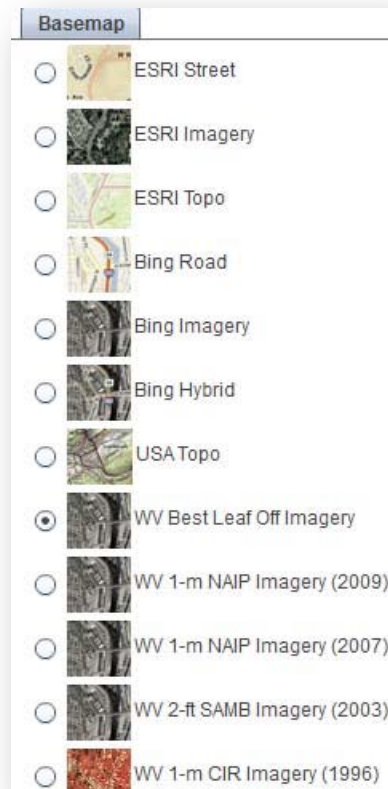 Basemap
ESRI Street
ESRI Imagery
ESRI Topo
Bing Road
Bing Imagery
Bing Hybrid
USA Topo
WV Best Leaf Off Imagery
WV 1-m NAIP Imagery (2009)
WV 1-m NAIP Imagery (2007)
WV 2-ft SAMB Imagery (2003)
WV 1-m CIR Imagery (1996)